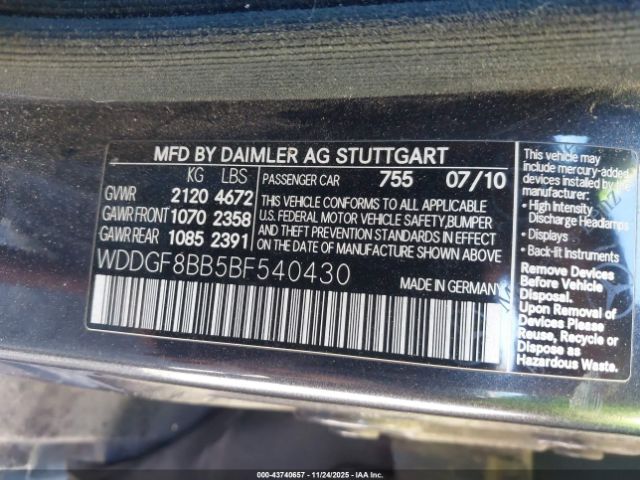 MFD BY DAIMLER AG STUTTGART
KG LBS
GVWR 2120 4672
GAWR FRONT 1070 2358
GAWR REAR 1085 2391
PASSENGER CAR 755 07/10
THIS VEHICLE CONFORMS TO ALL APPLICABLE
U.S. FEDERAL MOTOR VEHICLE SAFETY,BUMPER
AND THEFT PREVENTION STANDARDS IN EFFECT
ON THE DATE OF MANUFACTURE SHOWN ABOVE
WDDGF8BB5BF540430
MADE IN GERMANY
This vehicle may
include mercury-added
devices installed by the
manufacturer:
• High Intensity
Discharge Headlamps
• Displays
• Back-lit Instruments
Remove Devices
Before Vehicle
Disposal.
Upon Removal of
Devices Please
Reuse, Recycle or
Dispose as
Hazardous Waste.
000-43740657 - 11/24/2025 - IAAI.COM